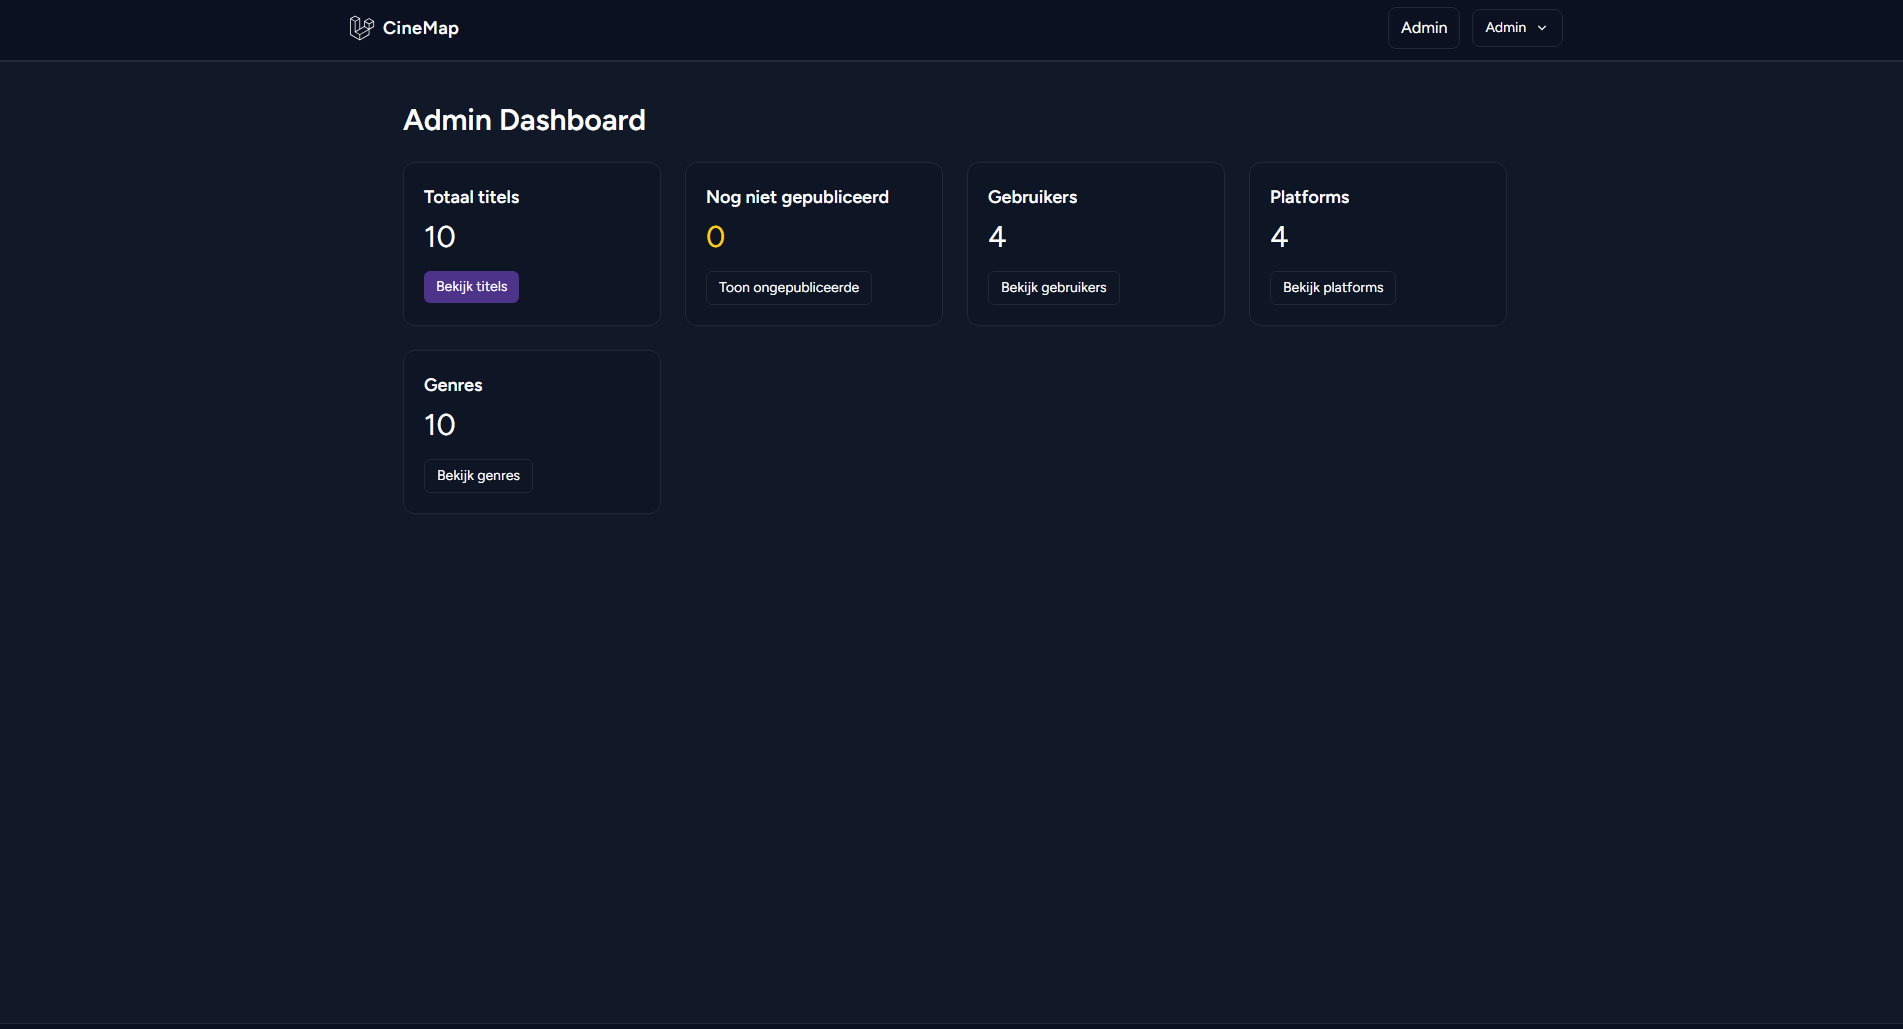 CineMap
Admin
Admin
Admin Dashboard
Totaal titels
10
Bekijk titels
Nog niet gepubliceerd
0
Toon ongepubliceerde
Gebruikers
4
Bekijk gebruikers
Platforms
4
Bekijk platforms
Genres
10
Bekijk genres